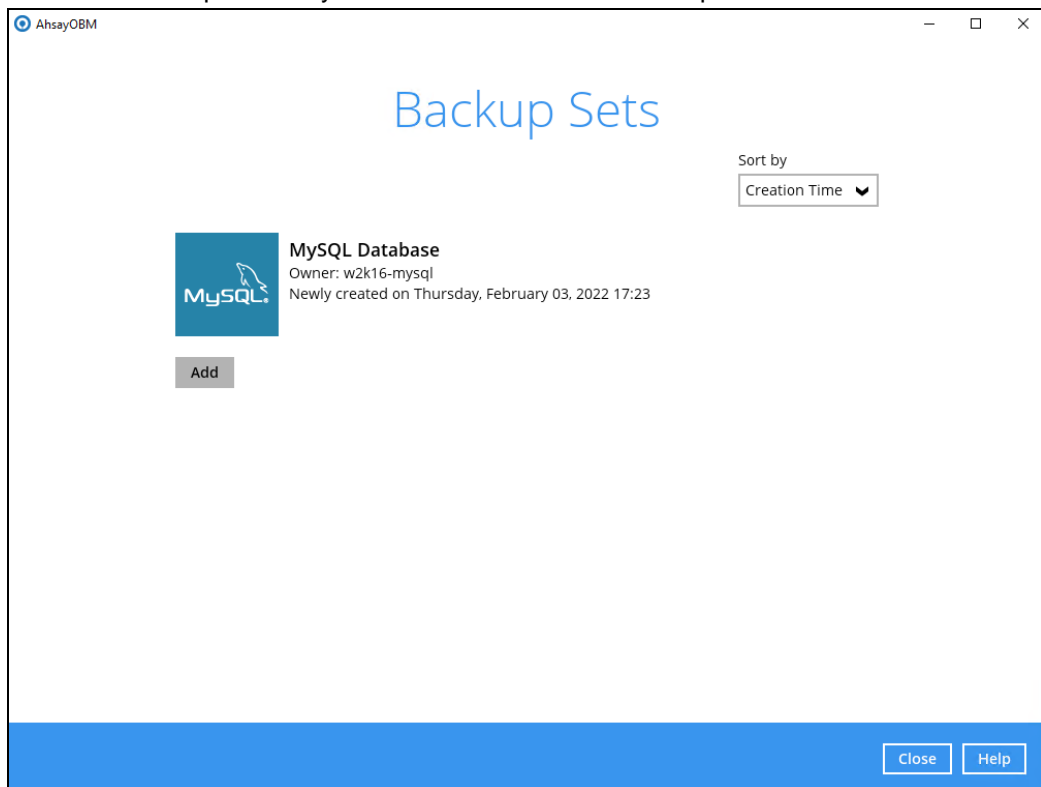 AhsayOBM
Backup Sets
Sort by
Creation Time
MySQL.
MySQL Database
Owner: w2k16-mysql
Newly created on Thursday, February 03, 2022 17:23
Add
Close Help